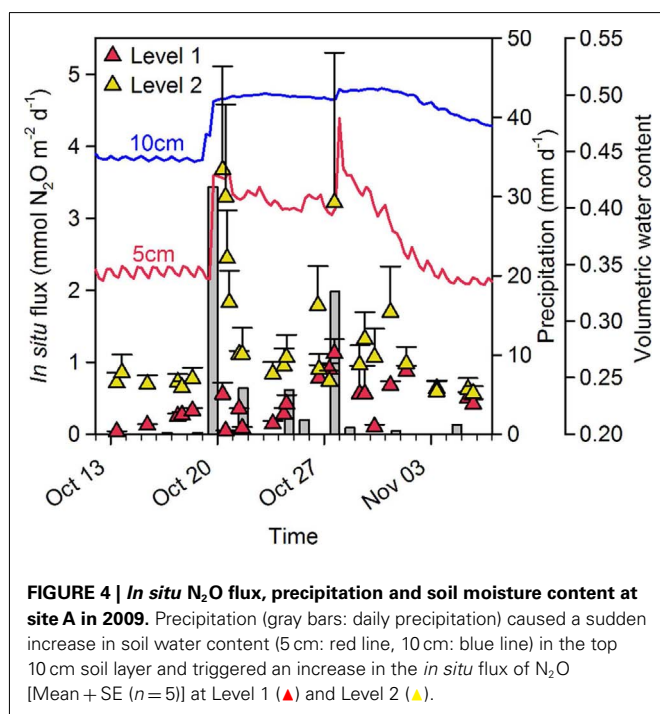 Level 1
Level 2
10cm
5cm
In situ flux (mmol N₂O m⁻² d⁻¹)
5
4
3
2
1
0
Precipitation (mm d⁻¹)
50
40
30
20
10
0
Volumetric water content
0.55
0.50
0.45
0.40
0.35
0.30
0.25
0.20
Oct 13
Oct 20
Oct 27
Nov 03
Time
FIGURE 4 | In situ N₂O flux, precipitation and soil moisture content at
site A in 2009. Precipitation (gray bars: daily precipitation) caused a sudden
increase in soil water content (5 cm: red line, 10 cm: blue line) in the top
10 cm soil layer and triggered an increase in the in situ flux of N₂O
[Mean + SE (n = 5)] at Level 1 (▲) and Level 2 (▲).